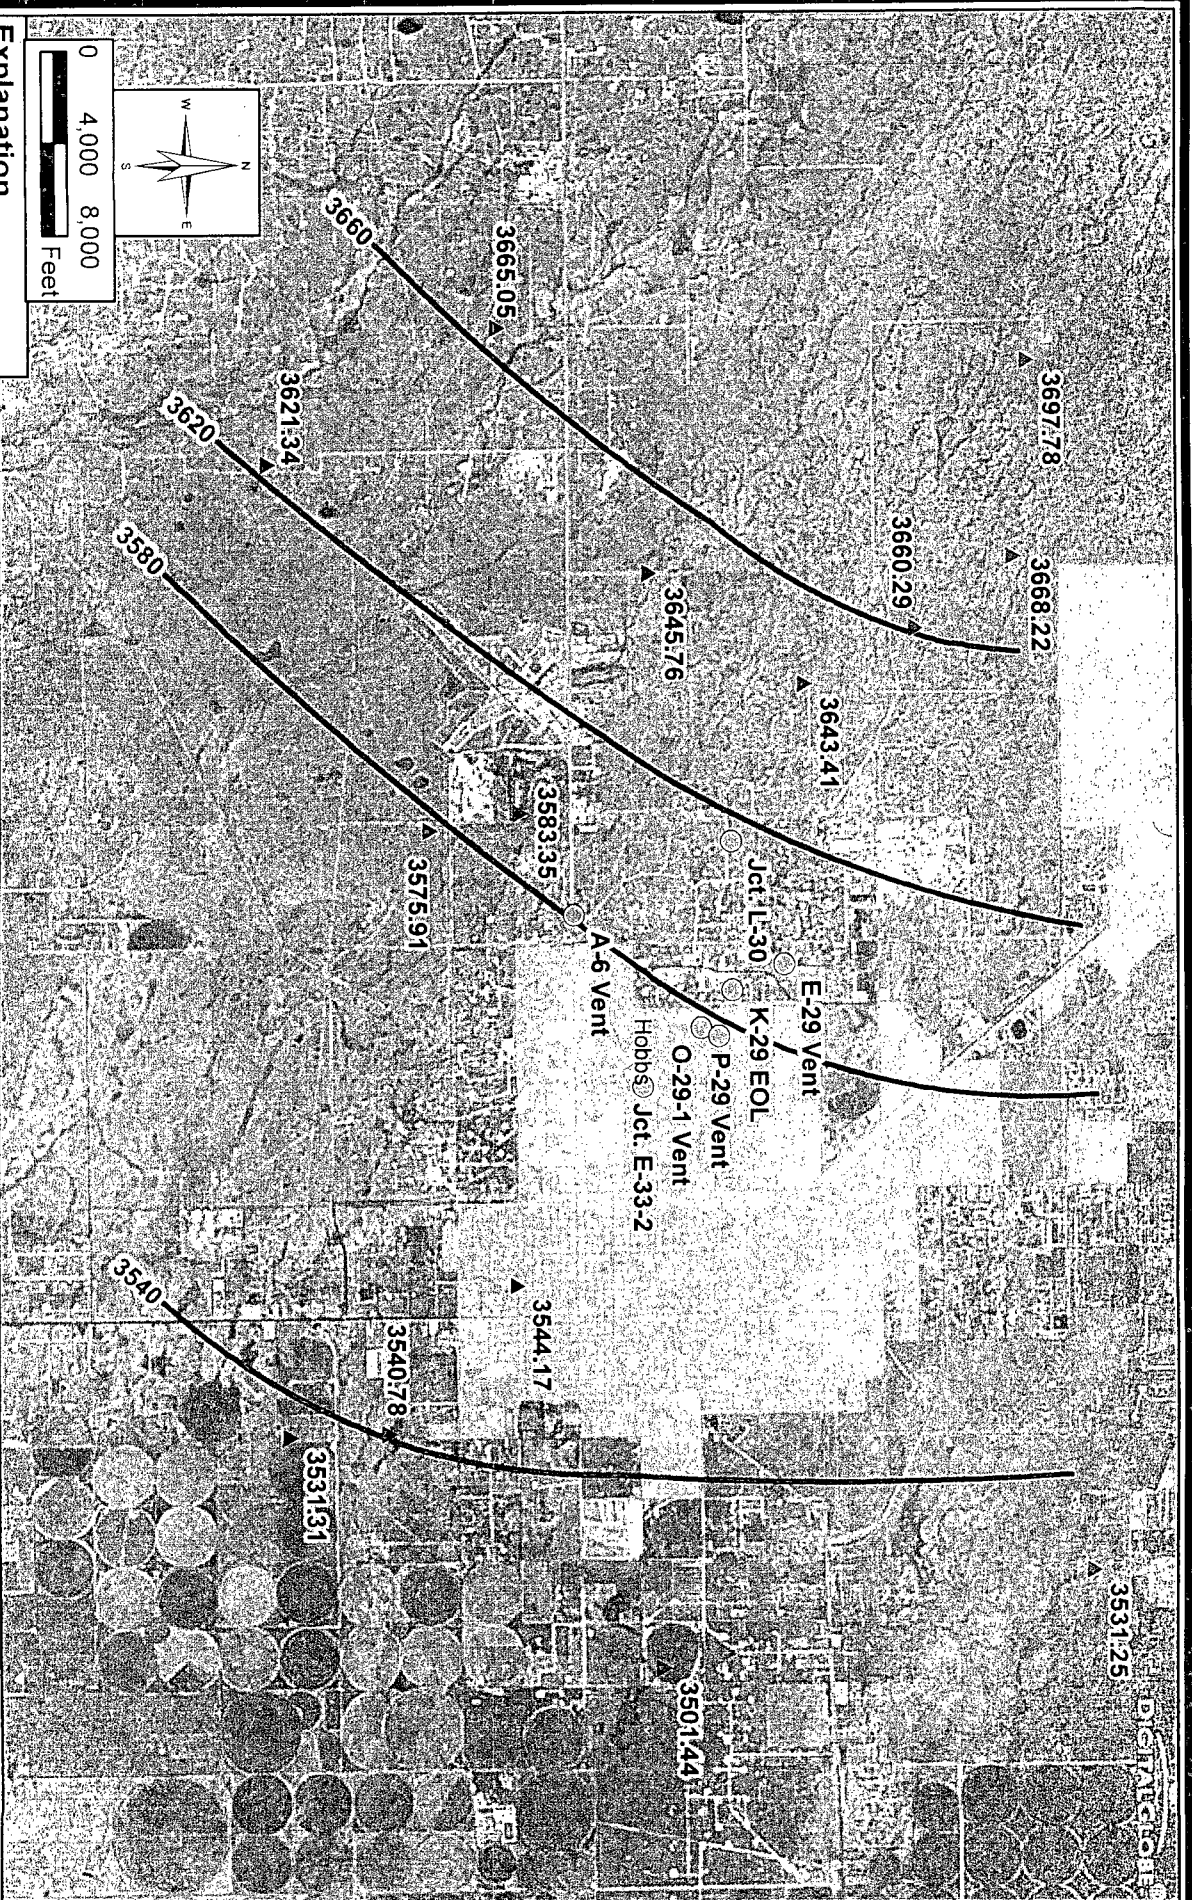 DIGITALGLOBE
3697.78
3668.22
3660.29
3643.41
3645.76
3665.05
3660
3621.34
3620
3580
3583.35
3575.91
Jct. L-30
E-29 Vent
K-29 EOL
P-29 Vent
O-29-1 Vent
A-6 Vent
Hobbs
Jct. E-33-2
3544.17
3540.78
3540
3531.31
3531.25
3501.44
N
W
E
S
0 4,000 8,000
Feet
Explanation